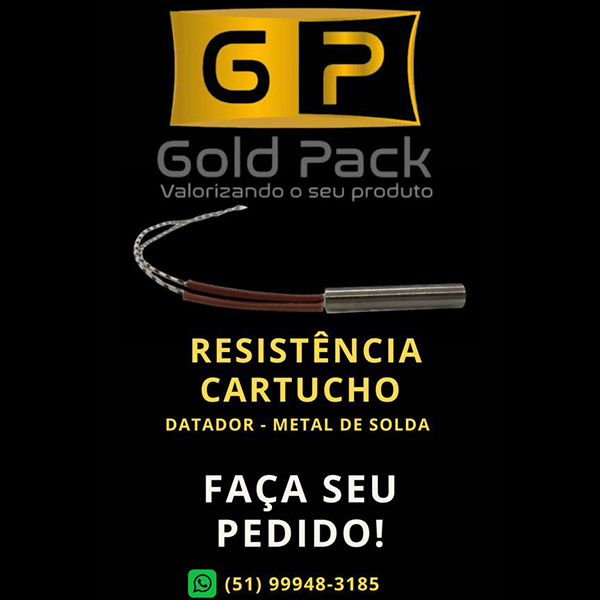 GP
Gold Pack
Valorizando o seu produto
RESISTÊNCIA
CARTUCHO
DATADOR - METAL DE SOLDA
FAÇA SEU
PEDIDO!
(51) 99948-3185